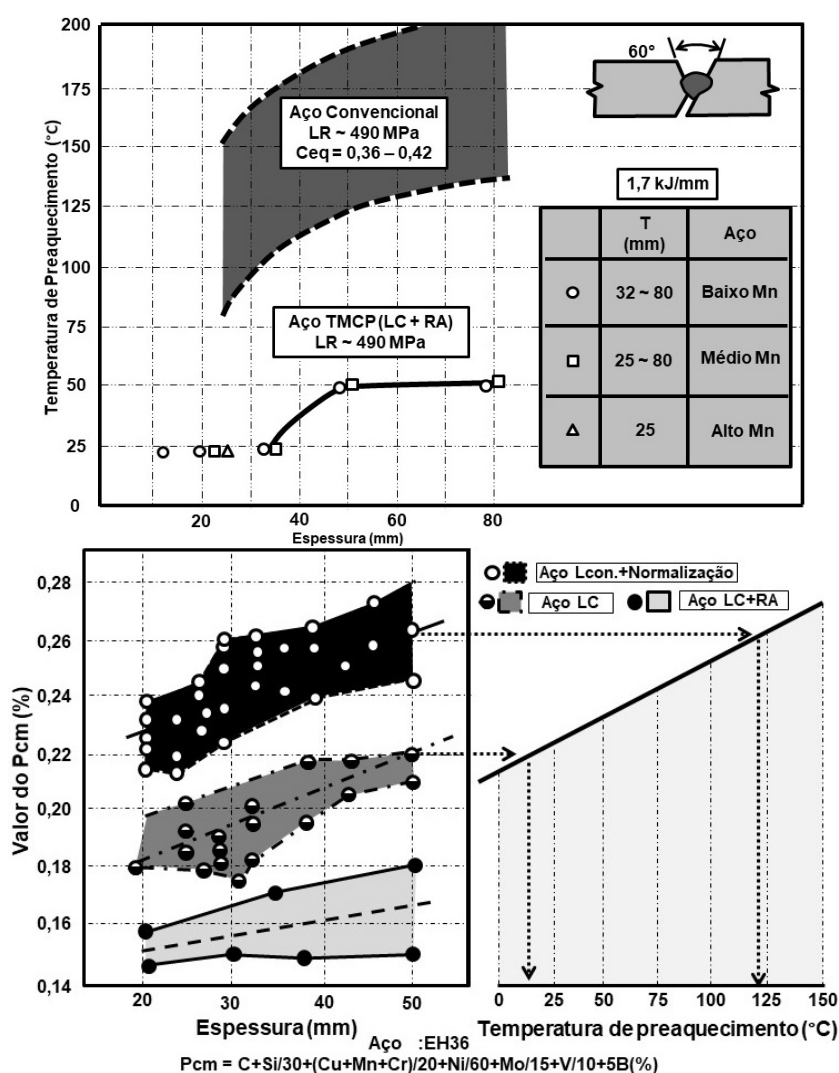 Temperatura de Preaquecimento (°C)
200
175
150
125
100
75
50
25
0
20
40
60
80
Espessura (mm)
Aço Convencional
LR ~ 490 MPa
Ceq = 0,36 – 0,42
Aço TMCP (LC + RA)
LR ~ 490 MPa
60°
1,7 kJ/mm
T (mm) Aço
32 ~ 80 Baixo Mn
25 ~ 80 Médio Mn
25 Alto Mn
Valor do Pcm (%)
0,28
0,26
0,24
0,22
0,20
0,18
0,16
0,14
20 30 40 50
Espessura (mm)
Aço Lcon.+Normalização
Aço LC
Aço LC+RA
0 25 50 75 100 125 150
Temperatura de preaquecimento (°C)
Aço :EH36
Pcm = C+Si/30+(Cu+Mn+Cr)/20+Ni/60+Mo/15+V/10+5B(%)